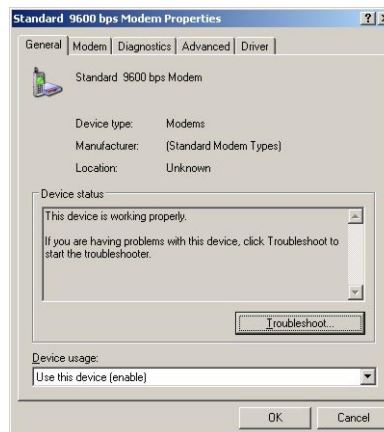 Standard 9600 bps Modem Properties
General Modem Diagnostics Advanced Driver
Standard 9600 bps Modem
Device type: Modems
Manufacturer: (Standard Modem Types)
Location: Unknown
Device status
This device is working properly.
If you are having problems with this device, click Troubleshoot to
start the troubleshooter.
Troubleshoot...
Device usage:
Use this device (enable)
OK Cancel